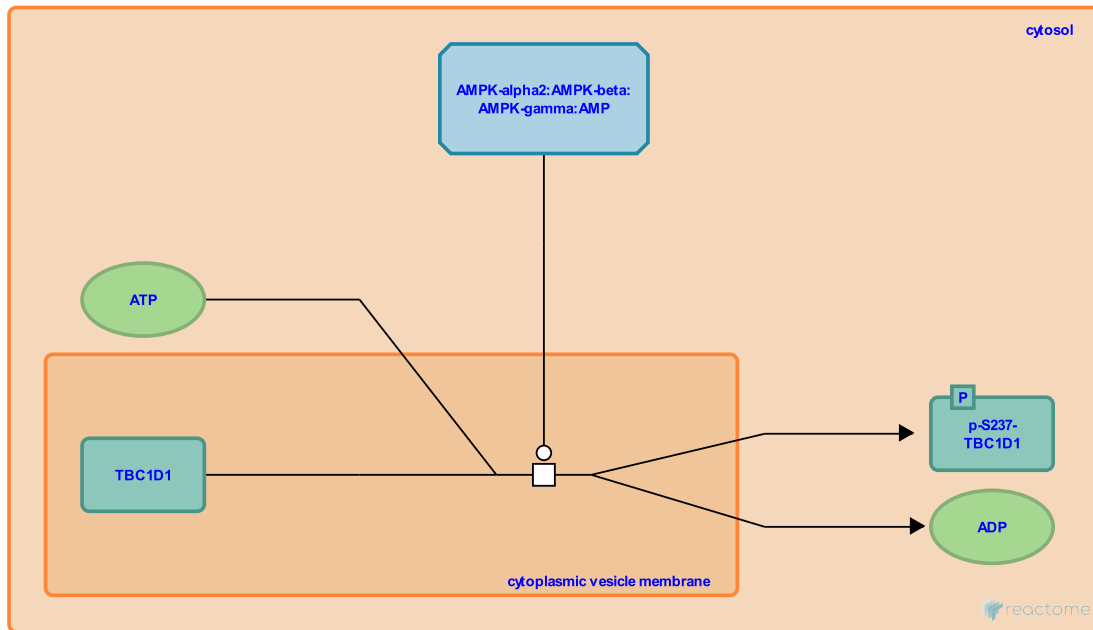 cytosol
AMPK-alpha2:AMPK-beta:
AMPK-gamma:AMP
ATP
TBC1D1
P
p-S237-
TBC1D1
ADP
cytoplasmic vesicle membrane
reactome